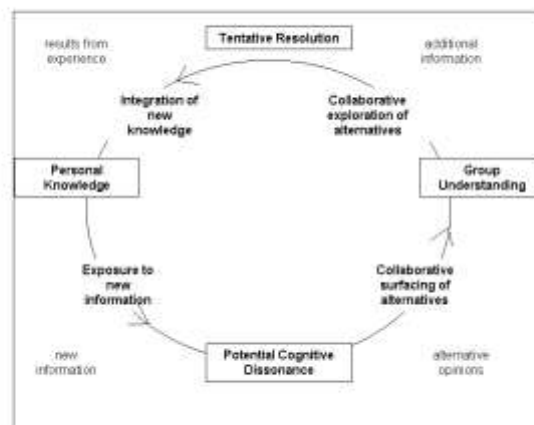 results from
experience
Tentative Resolution
additional
information
Integration of
new
knowledge
Collaborative
exploration of
alternatives
Personal
Knowledge
Group
Understanding
Exposure to
new
information
Collaborative
surfacing of
alternatives
new
information
Potential Cognitive
Dissonance
alternative
opinions